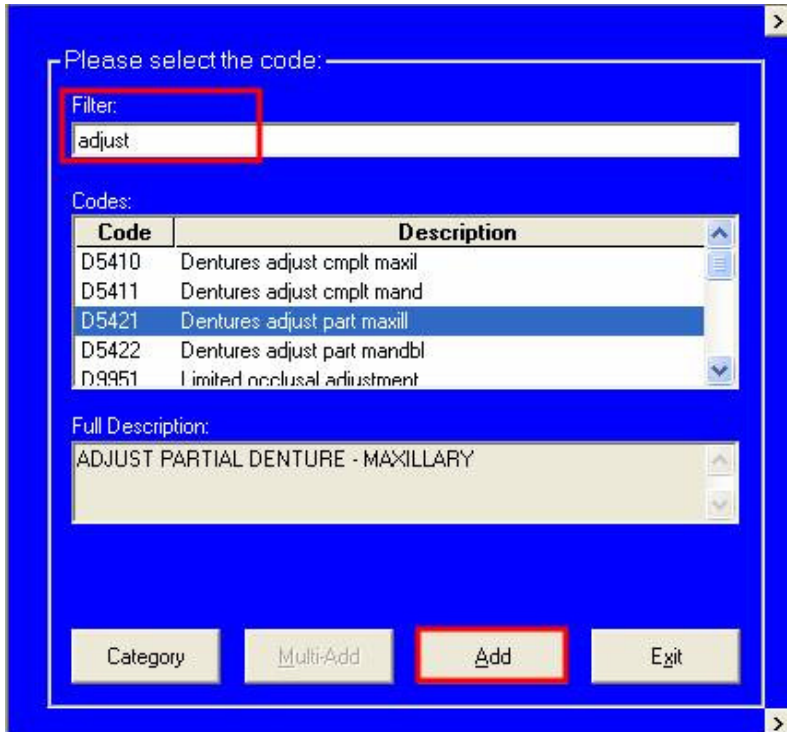 >
Please select the code:
Filter:
adjust
Codes:
Code Description
D5410 Dentures adjust cmplt maxil
D5411 Dentures adjust cmplt mand
D5421 Dentures adjust part maxill
D5422 Dentures adjust part mandbl
D9951 Limited occlusal adjustment
Full Description:
ADJUST PARTIAL DENTURE - MAXILLARY
Category Multi-Add Add Exit
>